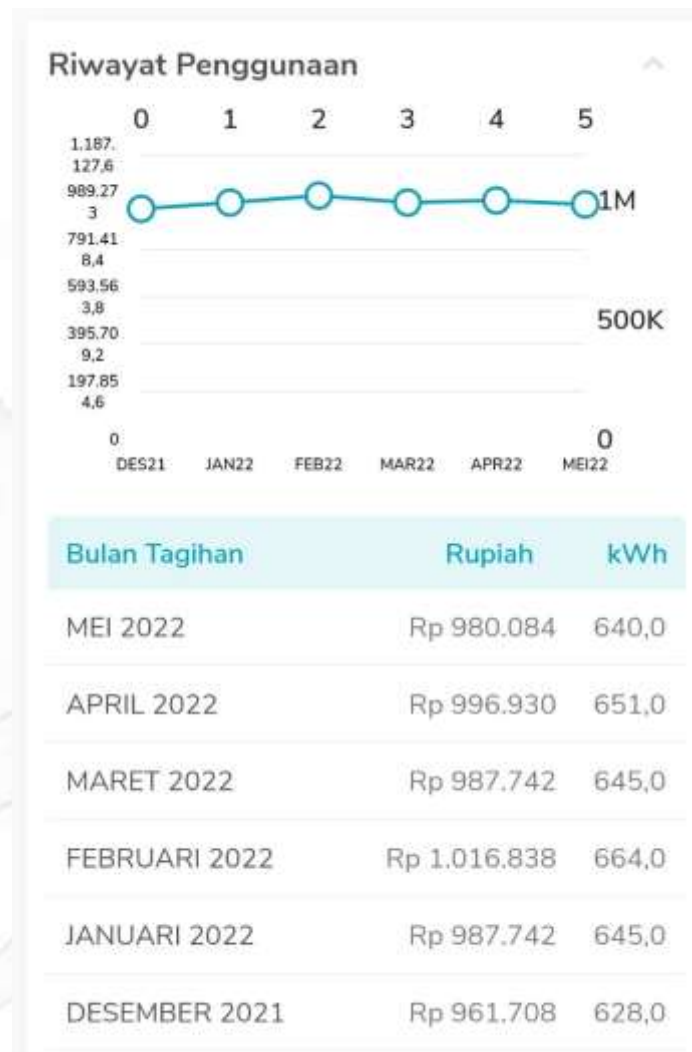 Riwayat Penggunaan
0 1 2 3 4 5
1.187.
127,6
989.27
3
1M
791.41
8,4
593.56
3,8
500K
395.70
9,2
197.85
4,6
0
0
DES21 JAN22 FEB22 MAR22 APR22 MEI22
Bulan Tagihan Rupiah kWh
MEI 2022 Rp 980.084 640,0
APRIL 2022 Rp 996.930 651,0
MARET 2022 Rp 987.742 645,0
FEBRUARI 2022 Rp 1.016.838 664,0
JANUARI 2022 Rp 987.742 645,0
DESEMBER 2021 Rp 961.708 628,0